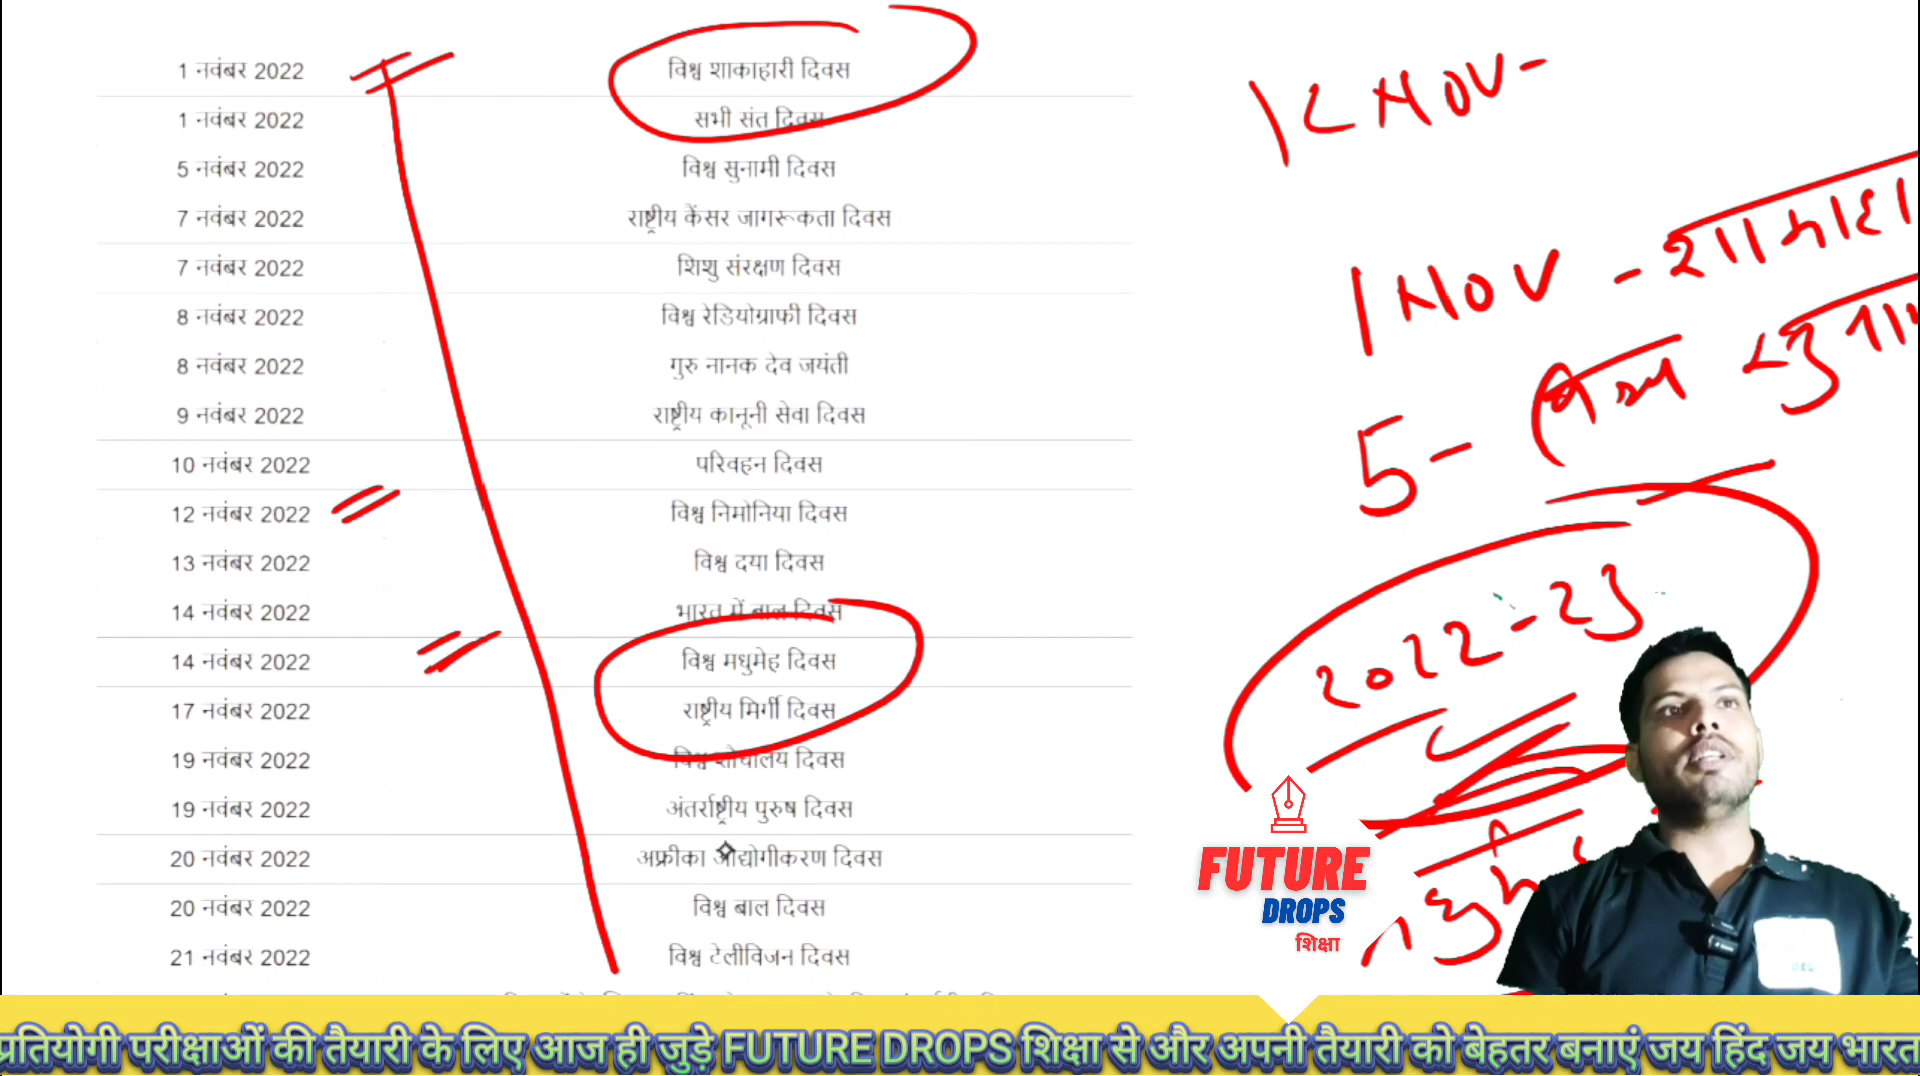 1 नवंबर 2022 विश्व शाकाहारी दिवस
1 नवंबर 2022 सभी संत दिवस
5 नवंबर 2022 विश्व सुनामी दिवस
7 नवंबर 2022 राष्ट्रीय कैंसर जागरूकता दिवस
7 नवंबर 2022 शिशु संरक्षण दिवस
8 नवंबर 2022 विश्व रेडियोग्राफी दिवस
8 नवंबर 2022 गुरु नानक देव जयंती
9 नवंबर 2022 राष्ट्रीय कानूनी सेवा दिवस
10 नवंबर 2022 परिवहन दिवस
12 नवंबर 2022 विश्व निमोनिया दिवस
13 नवंबर 2022 विश्व दया दिवस
14 नवंबर 2022 भारत में बाल दिवस
14 नवंबर 2022 विश्व मधुमेह दिवस
17 नवंबर 2022 राष्ट्रीय मिर्गी दिवस
19 नवंबर 2022 विश्व शौचालय दिवस
19 नवंबर 2022 अंतर्राष्ट्रीय पुरुष दिवस
20 नवंबर 2022 अफ्रीका औद्योगीकरण दिवस
20 नवंबर 2022 विश्व बाल दिवस
21 नवंबर 2022 विश्व टेलीविजन दिवस
NOV-
1 NOV -
5-
2022-23
FUTURE
DROPS
शिक्षा
प्रतियोगी परीक्षाओं की तैयारी के लिए आज ही जुड़े FUTURE DROPS शिक्षा से और अपनी तैयारी को बेहतर बनाएं जय हिंद जय भारत